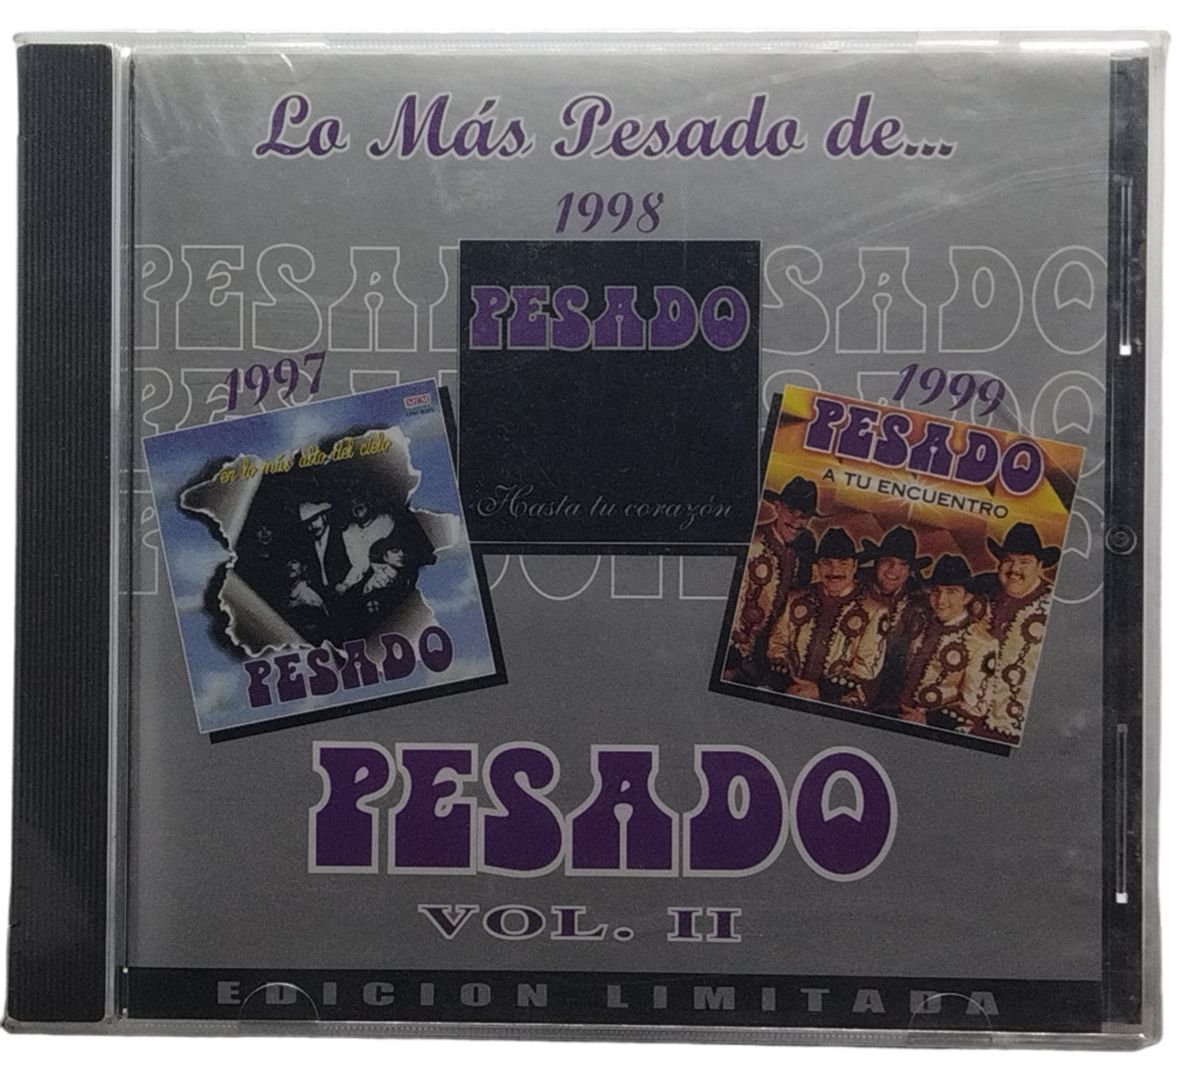 Lo Más Pesado de...
1998
PESADO
Hasta tu corazón
1997
MCM
en lo más alto del cielo
PESADO
1999
PESADO
A TU ENCUENTRO
PESADO
VOL. II
EDICION LIMITADA